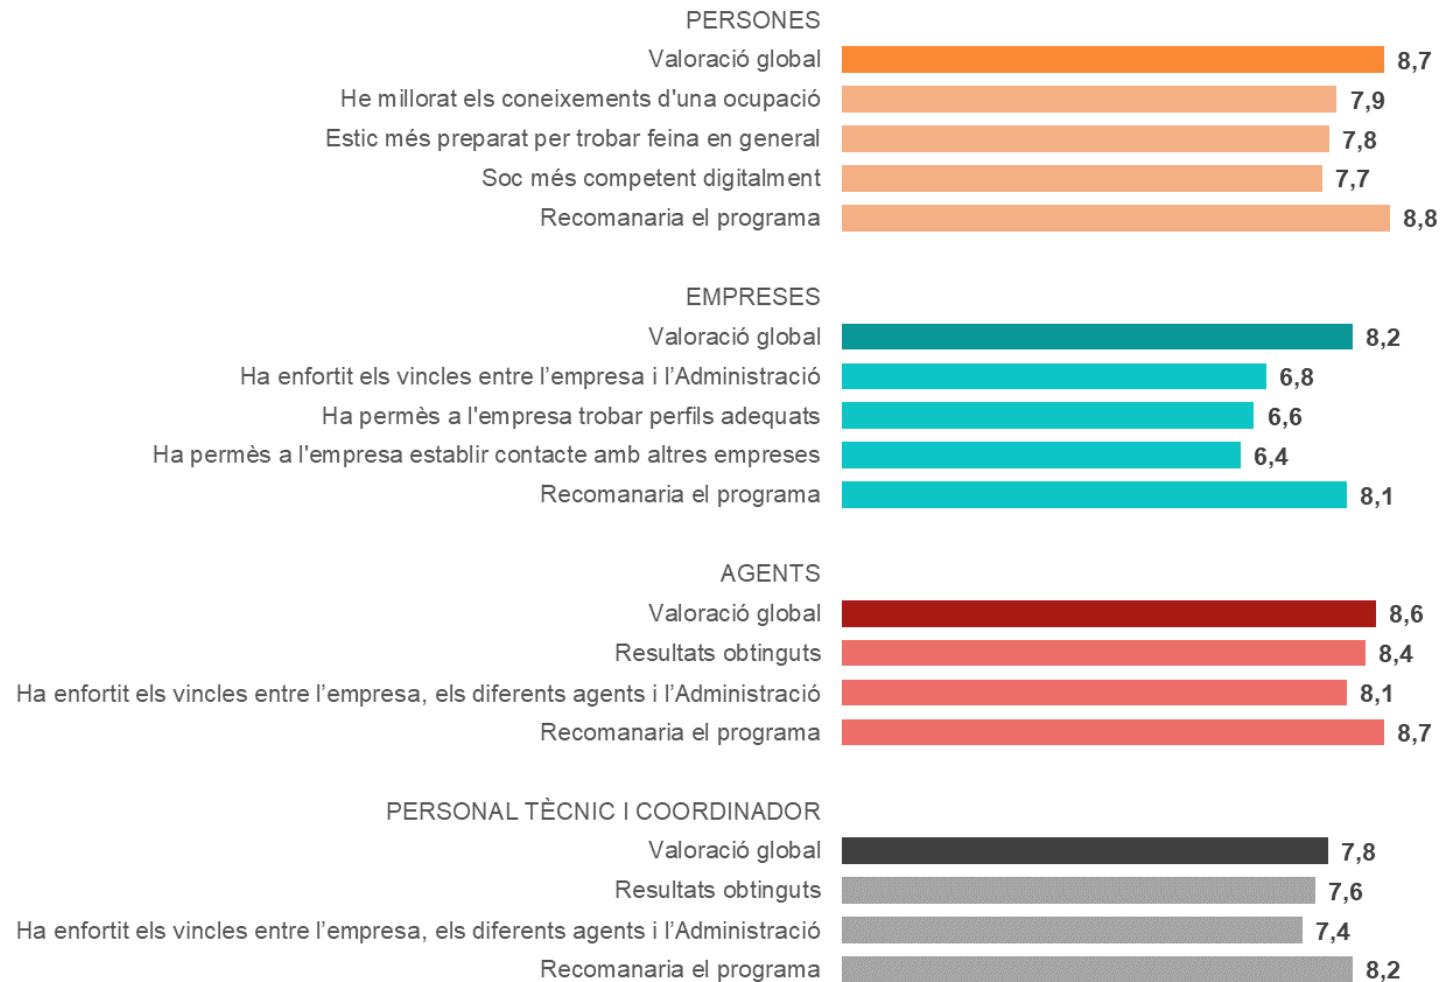 PERSONES
Valoració global 8,7
He millorat els coneixements d'una ocupació 7,9
Estic més preparat per trobar feina en general 7,8
Soc més competent digitalment 7,7
Recomanaria el programa 8,8
EMPRESES
Valoració global 8,2
Ha enfortit els vincles entre l’empresa i l’Administració 6,8
Ha permès a l'empresa trobar perfils adequats 6,6
Ha permès a l'empresa establir contacte amb altres empreses 6,4
Recomanaria el programa 8,1
AGENTS
Valoració global 8,6
Resultats obtinguts 8,4
Ha enfortit els vincles entre l’empresa, els diferents agents i l’Administració 8,1
Recomanaria el programa 8,7
PERSONAL TÈCNIC I COORDINADOR
Valoració global 7,8
Resultats obtinguts 7,6
Ha enfortit els vincles entre l’empresa, els diferents agents i l’Administració 7,4
Recomanaria el programa 8,2